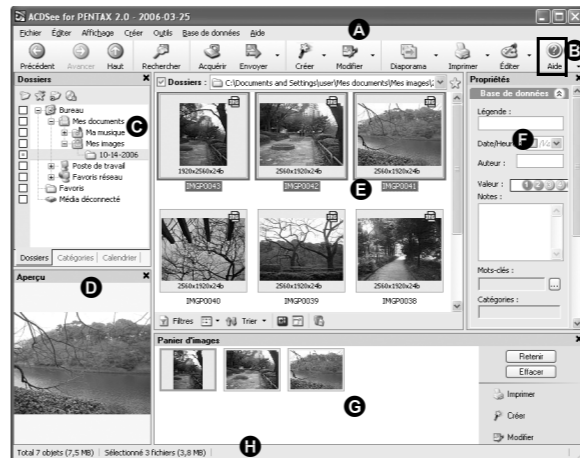 ACDSee for PENTAX 2.0 - 2006-03-25
Fichier Éditer Affichage Créer Outils Base de données Aide
A
Précédent Avancer Haut Rechercher Acquérir Envoyer Créer Modifier Diaporama Imprimer Éditer Aide
B
Dossiers
Bureau
Mes documents
C
Ma musique
Mes images
10-14-2006
Poste de travail
Favoris réseau
Favoris
Média déconnecté
Dossiers Catégories Calendrier
Aperçu
D
Dossiers : C:\Documents and Settings\user\Mes documents\Mes images\
1920x2560x24b 2560x1920x24b 2560x1920x24b
IMGP0043 IMGP0042 IMGP0041
E
2560x1920x24b 2560x1920x24b 2560x1920x24b
IMGP0040 IMGP0039 IMGP0038
Filtres Trier
Propriétés
Base de données
Légende :
F
Date/Heur
Auteur :
Valeur : 1 2 3
Notes :
Mots-clés :
...
Catégories :
Panier d'images
G
Retenir
Effacer
Imprimer
Créer
Modifier
Total 7 objets (7,5 MB) Sélectionné 3 fichiers (3,8 MB)
H